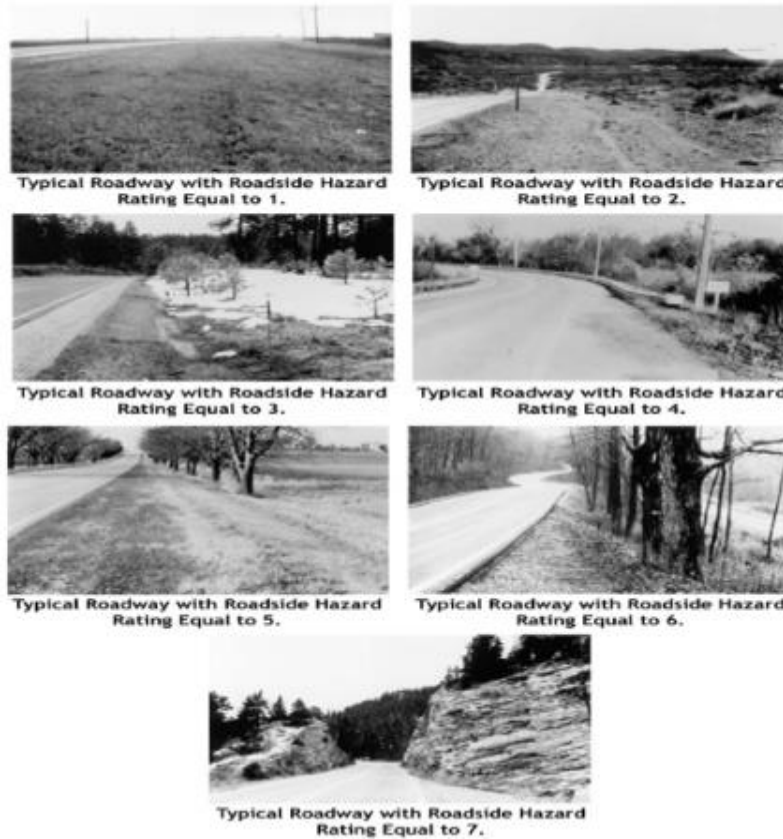 Typical Roadway with Roadside Hazard
Rating Equal to 1.
Typical Roadway with Roadside Hazard
Rating Equal to 2.
Typical Roadway with Roadside Hazard
Rating Equal to 3.
Typical Roadway with Roadside Hazard
Rating Equal to 4.
Typical Roadway with Roadside Hazard
Rating Equal to 5.
Typical Roadway with Roadside Hazard
Rating Equal to 6.
Typical Roadway with Roadside Hazard
Rating Equal to 7.